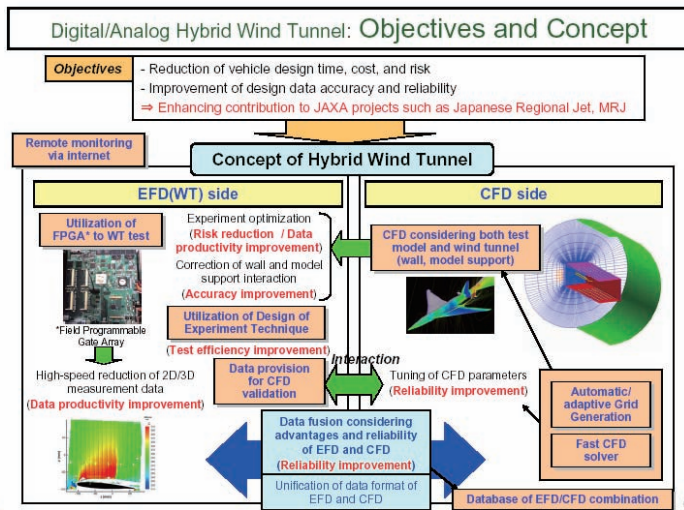 Digital/Analog Hybrid Wind Tunnel: Objectives and Concept
Objectives
- Reduction of vehicle design time, cost, and risk
- Improvement of design data accuracy and reliability
⇒ Enhancing contribution to JAXA projects such as Japanese Regional Jet, MRJ
Remote monitoring
via internet
Concept of Hybrid Wind Tunnel
EFD(WT) side
Utilization of
FPGA* to WT test
*Field Programmable
Gate Array
High-speed reduction of 2D/3D
measurement data
(Data productivity improvement)
Experiment optimization
(Risk reduction / Data
productivity improvement)
Correction of wall and model
support interaction
(Accuracy improvement)
Utilization of Design of
Experiment Technique
(Test efficiency improvement)
Data provision
for CFD
validation
Interaction
CFD side
CFD considering both test
model and wind tunnel
(wall, model support)
Tuning of CFD parameters
(Reliability improvement)
Automatic/
adaptive Grid
Generation
Fast CFD
solver
Data fusion considering
advantages and reliability
of EFD and CFD
(Reliability improvement)
Unification of data format
of EFD and CFD
Database of EFD/CFD combination